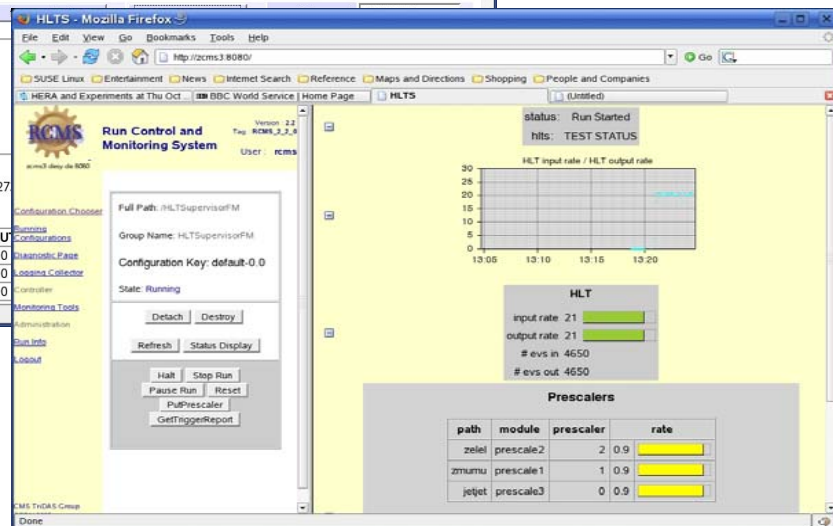 HLTS - Mozilla Firefox
File Edit View Go Bookmarks Tools Help
http://zcms3:8080/
Go
SUSE Linux Entertainment News Internet Search Reference Maps and Directions Shopping People and Companies
HERA and Experiments at Thu Oct ... BBC World Service | Home Page HLTS (Untitled)
RCMS
Run Control and Monitoring System
Version 2.2
Tag RCMS_2_2_0
User : rcms
zcms3.desy.de:8080
Configuration Chooser
Running Configurations
Diagnostic Page
Logging Collector
Controller
Monitoring Tools
Administration
Run Info
Logout
Full Path: /HLTSupervisorFM
Group Name: HLTSupervisorFM
Configuration Key: default-0.0
State: Running
Detach Destroy
Refresh Status Display
Halt Stop Run
Pause Run Reset
PutPrescaler
GetTriggerReport
status: Run Started
hlts: TEST STATUS
HLT input rate / HLT output rate
30
25
20
15
10
5
0
13:05 13:10 13:15 13:20
HLT
input rate 21
output rate 21
# evs in 4650
# evs out 4650
Prescalers
path module prescaler rate
zelel prescale2 2 0.9
zmumu prescale1 1 0.9
jetjet prescale3 0 0.9
CMS TriDAS Group
Done
27
0
0
0